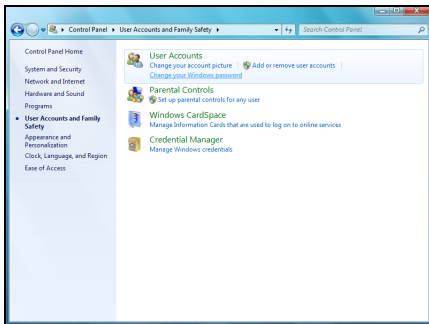 Control Panel ▸ User Accounts and Family Safety ▸
Search Control Panel
Control Panel Home
System and Security
Network and Internet
Hardware and Sound
Programs
User Accounts and Family
Safety
Appearance and
Personalization
Clock, Language, and Region
Ease of Access
User Accounts
Change your account picture
Add or remove user accounts
Change your Windows password
Parental Controls
Set up parental controls for any user
Windows CardSpace
Manage Information Cards that are used to log on to online services
Credential Manager
Manage Windows credentials